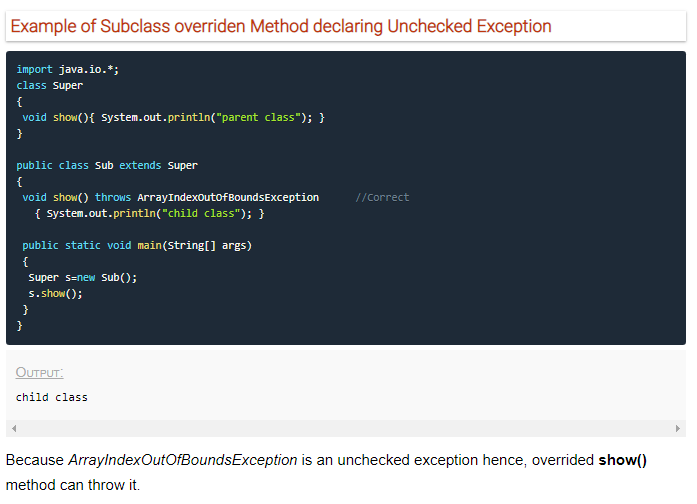 Example of Subclass overriden Method declaring Unchecked Exception
import java.io.*;
class Super
{
 void show(){ System.out.println("parent class"); }
}
public class Sub extends Super
{
 void show() throws ArrayIndexOutOfBoundsException      //Correct
   { System.out.println("child class"); }
 public static void main(String[] args)
 {
  Super s=new Sub();
  s.show();
 }
}
Output:
child class
Because ArrayIndexOutOfBoundsException is an unchecked exception hence, overrided show()
method can throw it.